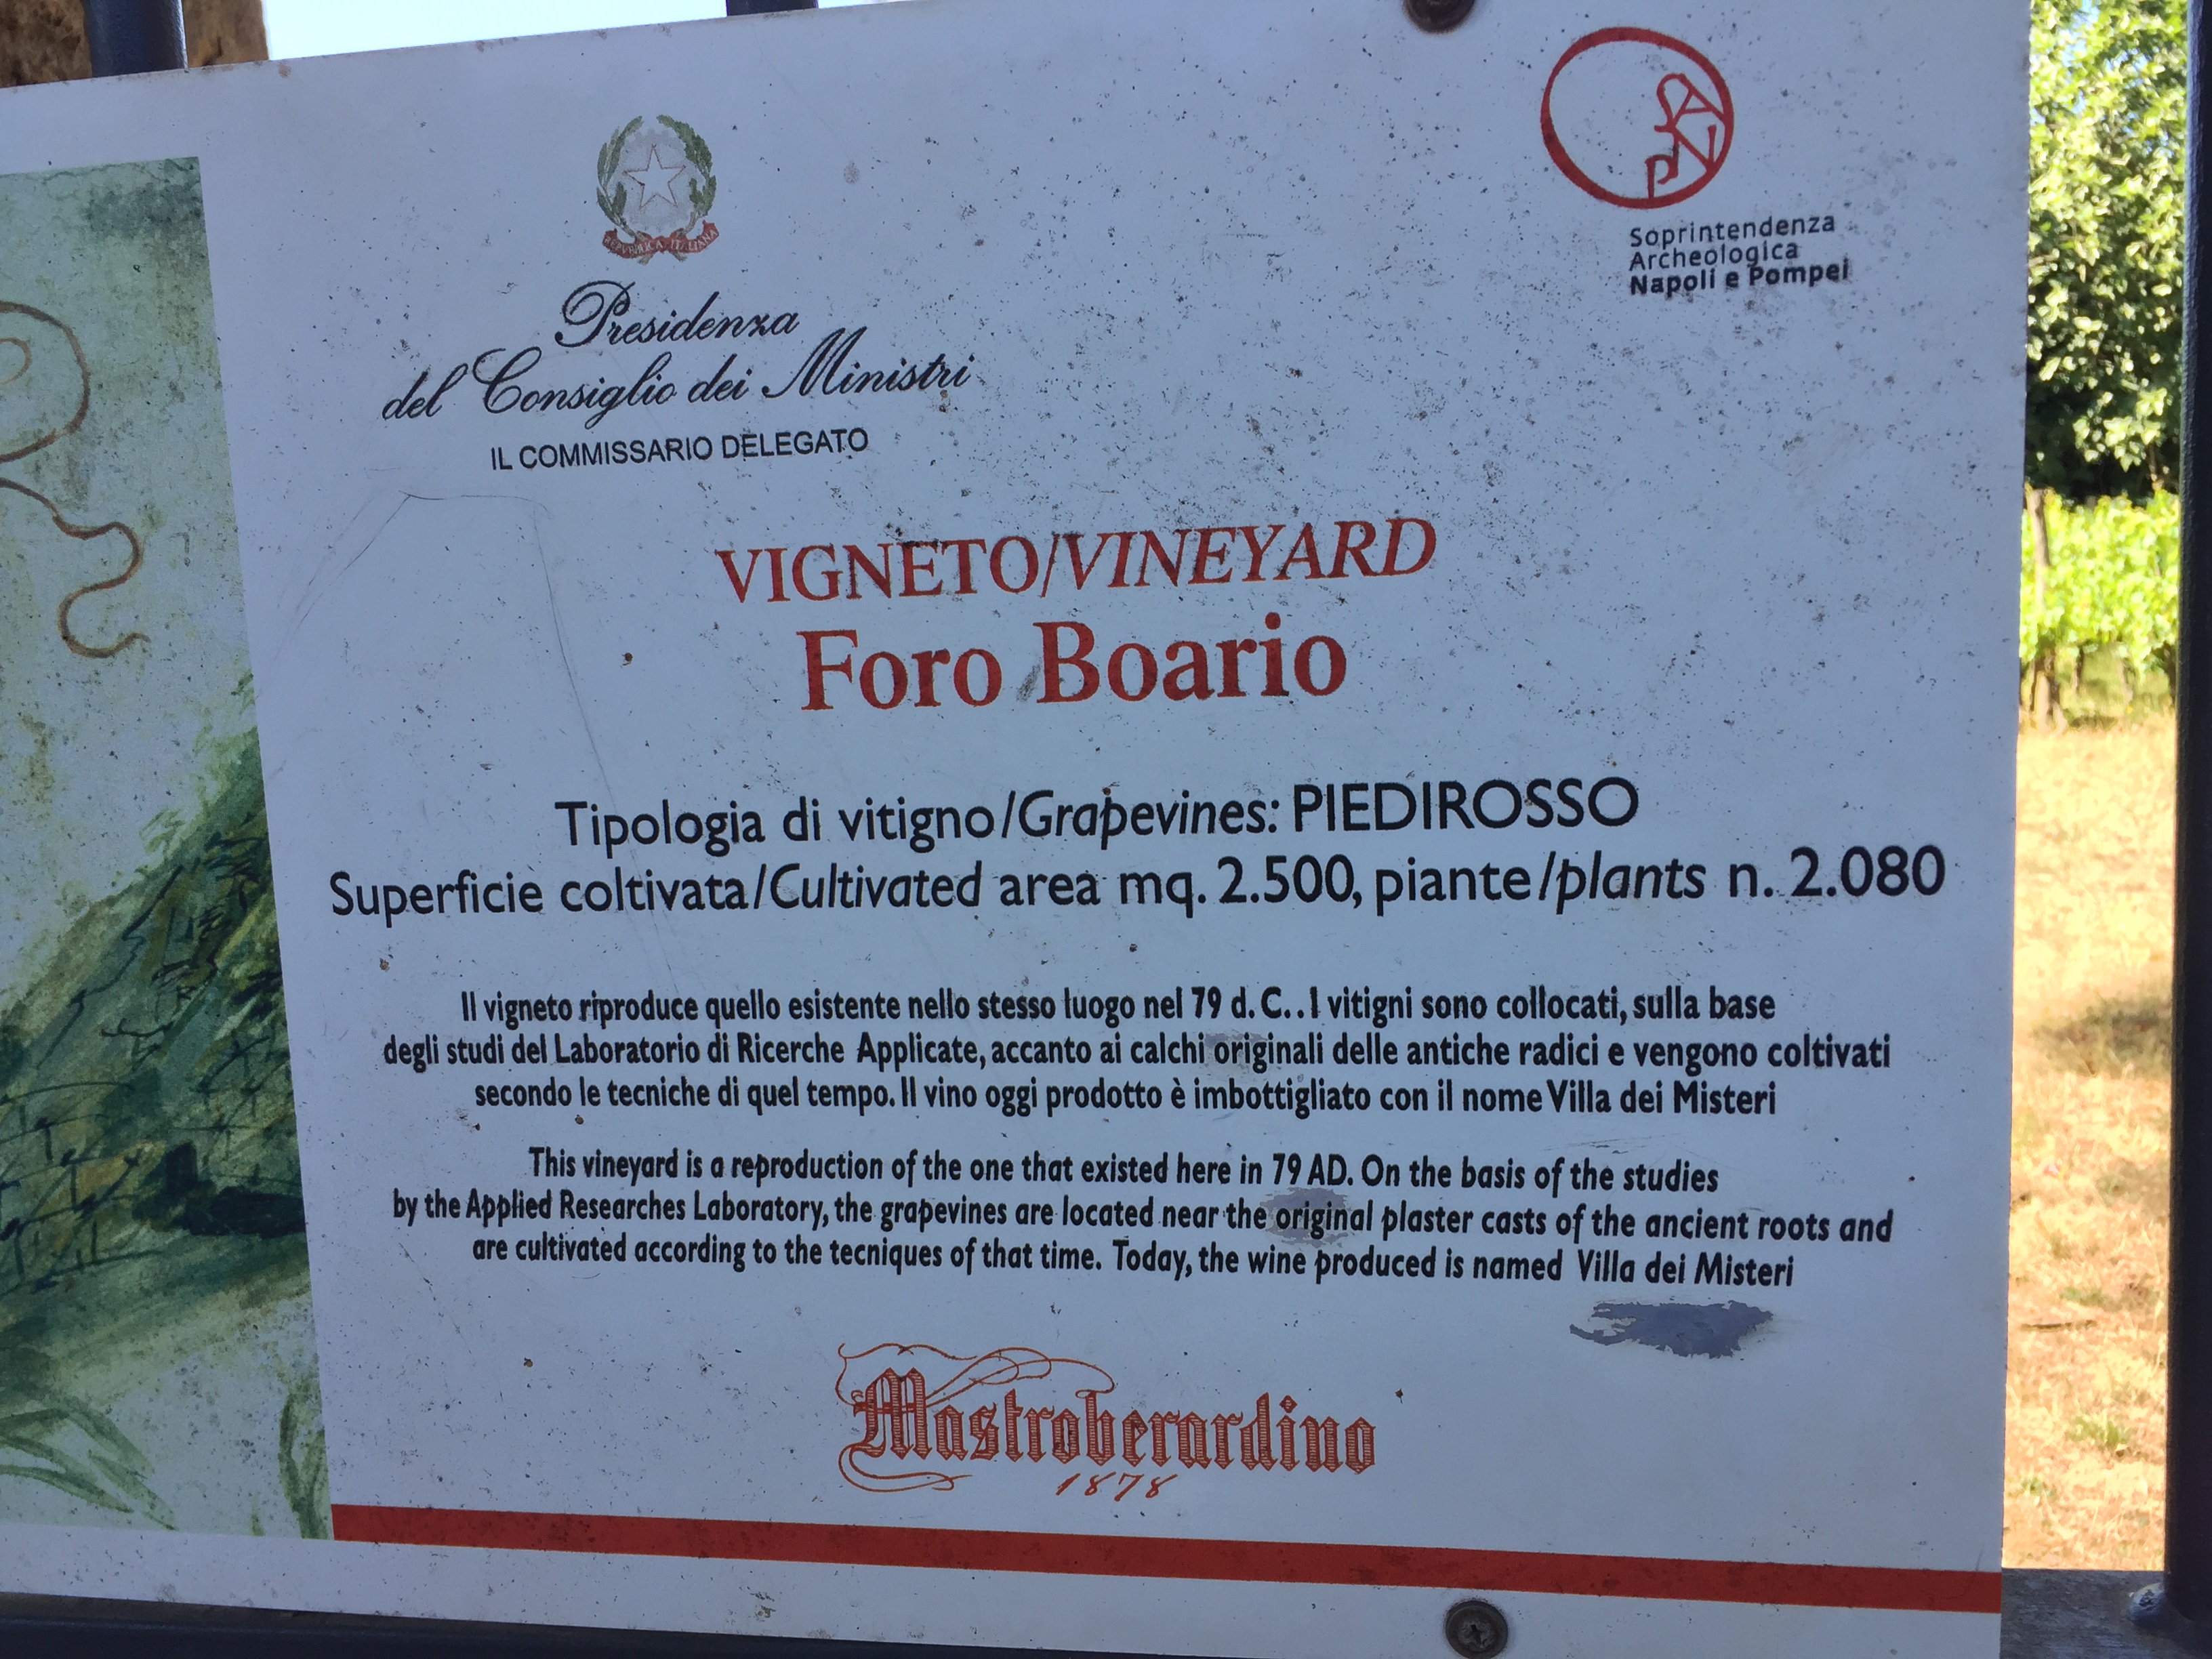 REPVBBLICA ITALIANA
Presidenza
del Consiglio dei Ministri
IL COMMISSARIO DELEGATO
Soprintendenza
Archeologica
Napoli e Pompei
VIGNETO/VINEYARD
Foro Boario
Tipologia di vitigno/Grapevines: PIEDIROSSO
Superficie coltivata/Cultivated area mq. 2.500, piante/plants n. 2.080
Il vigneto riproduce quello esistente nello stesso luogo nel 79 d. C. . I vitigni sono collocati, sulla base
degli studi del Laboratorio di Ricerche Applicate, accanto ai calchi originali delle antiche radici e vengono coltivati
secondo le tecniche di quel tempo. Il vino oggi prodotto è imbottigliato con il nome Villa dei Misteri
This vineyard is a reproduction of the one that existed here in 79 AD. On the basis of the studies
by the Applied Researches Laboratory, the grapevines are located near the original plaster casts of the ancient roots and
are cultivated according to the tecniques of that time. Today, the wine produced is named Villa dei Misteri
Mastroberardino
1878